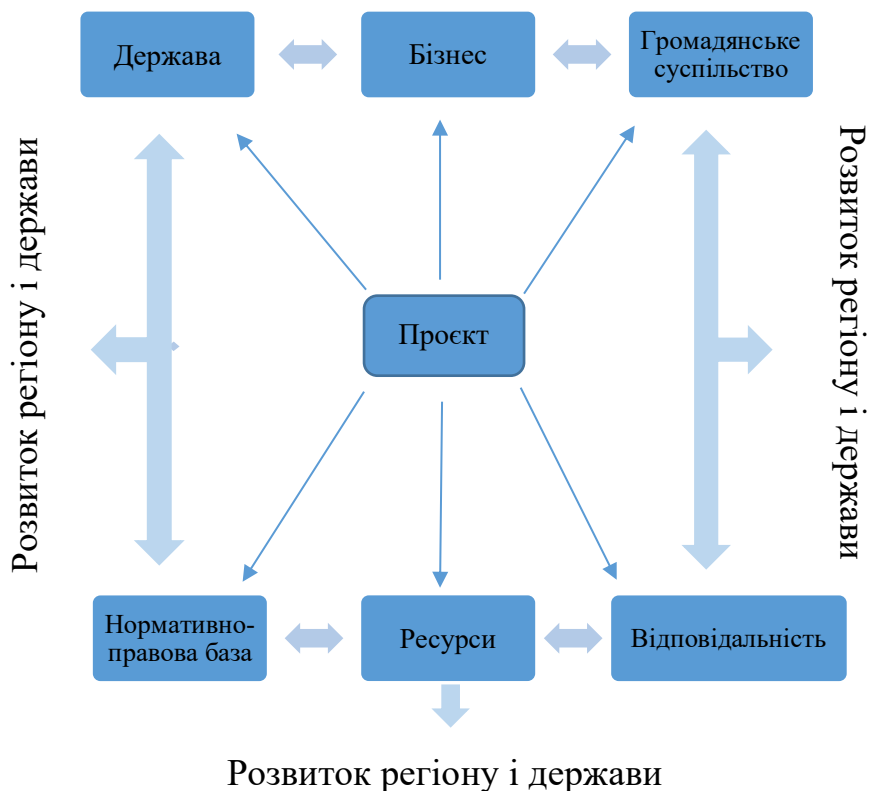 Держава
Бізнес
Громадянське
суспільство
Розвиток регіону і держави
Розвиток регіону і держави
Проєкт
Нормативно-
правова база
Ресурси
Відповідальність
Розвиток регіону і держави